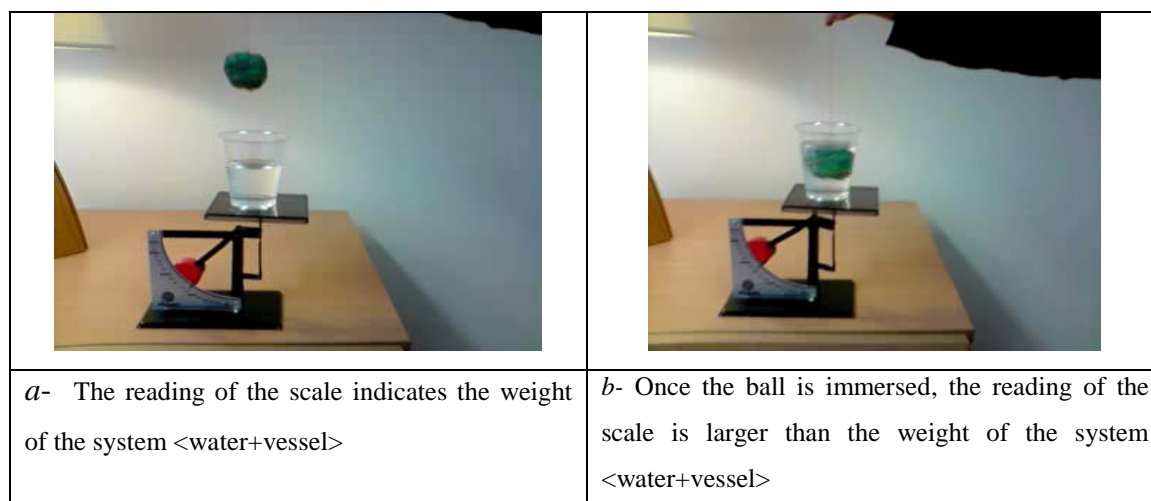 a- The reading of the scale indicates the weight
of the system <water+vessel>
b- Once the ball is immersed, the reading of the
scale is larger than the weight of the system
<water+vessel>